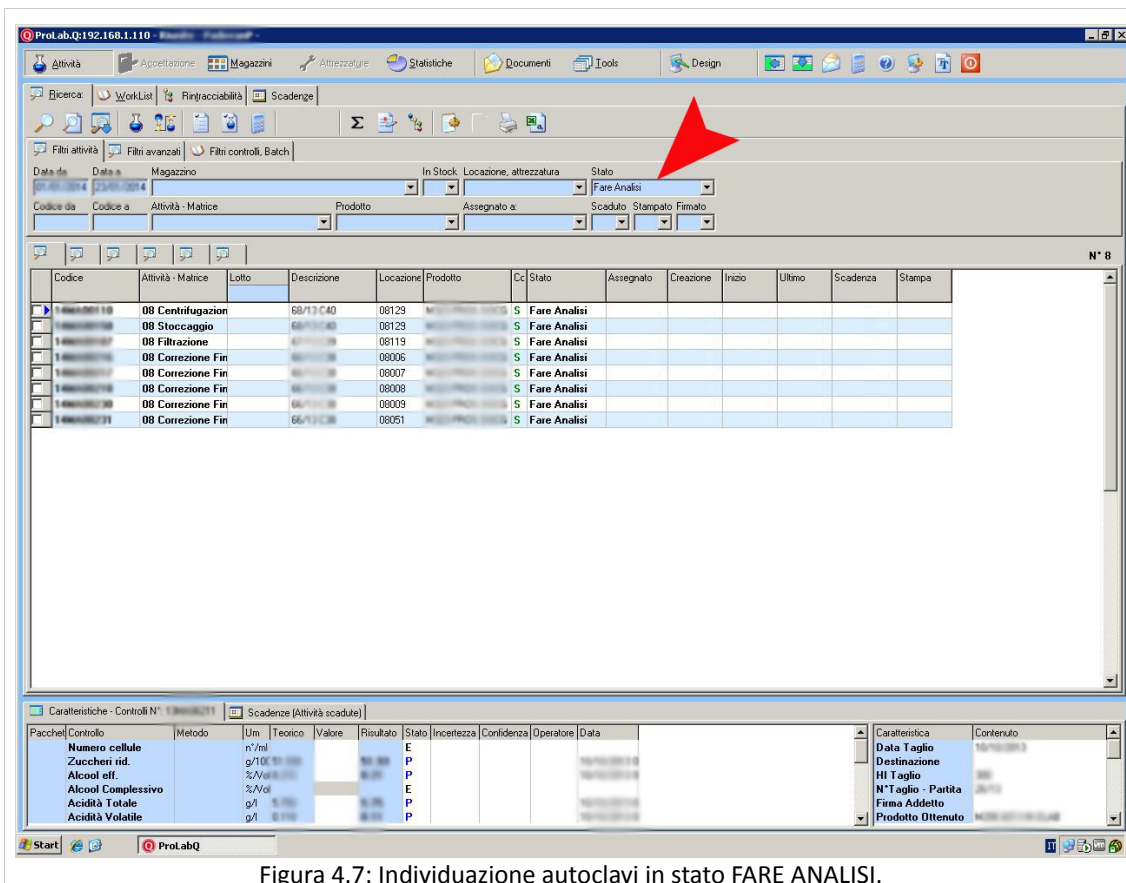 ProLab.Q:192.168.1.110 -
Attività Accettazione Magazzini Attrezzature Statistiche Documenti Tools Design
Ricerca: WorkList Rintracciabilità Scadenze
Filtri attività Filtri avanzati Filtri controlli, Batch
Data da Data a Magazzino In Stock Locazione, attrezzatura Stato
01/01/2014 23/01/2014 Fare Analisi
Codice da Codice a Attività - Matrice Prodotto Assegnato a: Scaduto Stampato Firmato
N° 8
Codice Attività - Matrice Lotto Descrizione Locazione Prodotto Cc Stato Assegnato Creazione Inizio Ultimo Scadenza Stampa
08 Centrifugazion 68/13 C40 08129 S Fare Analisi
08 Stoccaggio 08129 S Fare Analisi
08 Filtrazione 08119 S Fare Analisi
08 Correzione Fin 08006 S Fare Analisi
08 Correzione Fin 08007 S Fare Analisi
08 Correzione Fin 08008 S Fare Analisi
08 Correzione Fin 08009 S Fare Analisi
08 Correzione Fin 08051 S Fare Analisi
Caratteristiche - Controlli N°: Scadenze (Attività scadute)
Pacchet Controllo Metodo Um Teorico Valore Risultato Stato Incertezza Confidenza Operatore Data
Numero cellule n°/ml E
Zuccheri rid. g/10 P
Alcool eff. %/Vol P
Alcool Complessivo %/Vol E
Acidità Totale g/l P
Acidità Volatile g/l P
Caratteristica Contenuto
Data Taglio
Destinazione
Hl Taglio
N°Taglio - Partita
Firma Addetto
Prodotto Ottenuto
Start ProLabQ IT
Figura 4.7: Individuazione autoclavi in stato FARE ANALISI.